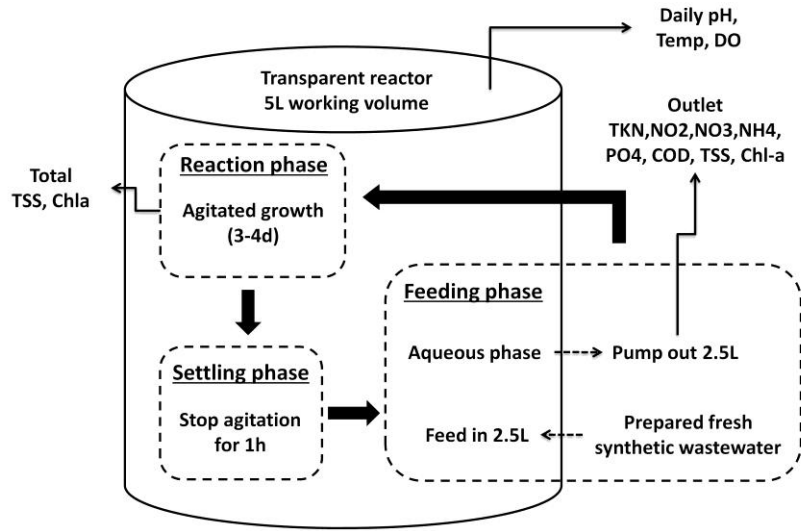 Daily pH,
Temp, DO
Transparent reactor
5L working volume
Outlet
TKN,NO2,NO3,NH4,
PO4, COD, TSS, Chl-a
Total
TSS, Chla
Reaction phase
Agitated growth
(3-4d)
Feeding phase
Aqueous phase
Pump out 2.5L
Settling phase
Stop agitation
for 1h
Feed in 2.5L
Prepared fresh
synthetic wastewater